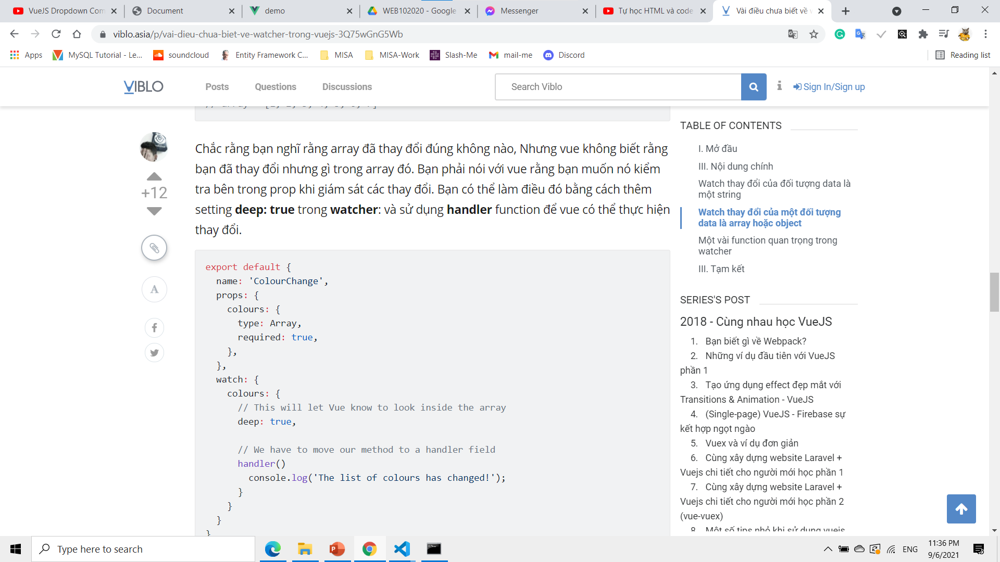 VueJS Dropdown Com
Document
demo
WEB102020 - Google
Messenger
Tự học HTML và code
Vài điều chưa biết về w
viblo.asia/p/vai-dieu-chua-biet-ve-watcher-trong-vuejs-3Q75wGnG5Wb
Apps
MySQL Tutorial - Le...
soundcloud
Entity Framework C...
MISA
MISA-Work
Slash-Me
mail-me
Discord
Reading list
VIBLO
Posts
Questions
Discussions
Search Viblo
Sign In/Sign up
Chắc rằng bạn nghĩ rằng array đã thay đổi đúng không nào, Nhưng vue không biết rằng
bạn đã thay đổi nhưng gì trong array đó. Bạn phải nói với vue rằng bạn muốn nó kiểm
tra bên trong prop khi giám sát các thay đổi. Bạn có thể làm điều đó bằng cách thêm
setting deep: true trong watcher: và sử dụng handler function để vue có thể thực hiện
thay đổi.
+12
A
export default {
name: 'ColourChange',
props: {
colours: {
type: Array,
required: true,
},
},
watch: {
colours: {
// This will let Vue know to look inside the array
deep: true,
// We have to move our method to a handler field
handler()
console.log('The list of colours has changed!');
}
}
}
}
TABLE OF CONTENTS
I. Mở đầu
III. Nội dung chính
Watch thay đổi của đối tượng data là
một string
Watch thay đổi của một đối tượng
data là array hoặc object
Một vài function quan trọng trong
watcher
III. Tạm kết
SERIES'S POST
2018 - Cùng nhau học VueJS
1. Bạn biết gì về Webpack?
2. Những ví dụ đầu tiên với VueJS
phần 1
3. Tạo ứng dụng effect đẹp mắt với
Transitions & Animation - VueJS
4. (Single-page) VueJS - Firebase sự
kết hợp ngọt ngào
5. Vuex và ví dụ đơn giản
6. Cùng xây dựng website Laravel +
Vuejs chi tiết cho người mới học phần 1
7. Cùng xây dựng website Laravel +
Vuejs chi tiết cho người mới học phần 2
(vue-vuex)
8. Một số tips nhỏ khi sử dụng vuejs
Type here to search
ENG
11:36 PM
9/6/2021